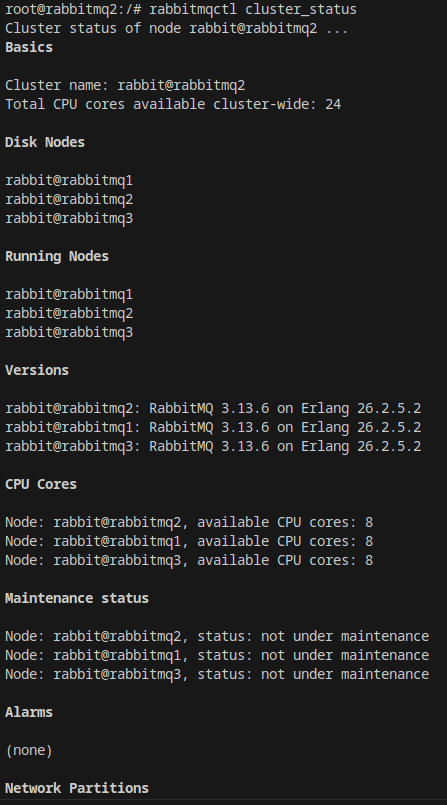 root@rabbitmq2:/# rabbitmqctl cluster_status
Cluster status of node rabbit@rabbitmq2 ...
Basics
Cluster name: rabbit@rabbitmq2
Total CPU cores available cluster-wide: 24
Disk Nodes
rabbit@rabbitmq1
rabbit@rabbitmq2
rabbit@rabbitmq3
Running Nodes
rabbit@rabbitmq1
rabbit@rabbitmq2
rabbit@rabbitmq3
Versions
rabbit@rabbitmq2: RabbitMQ 3.13.6 on Erlang 26.2.5.2
rabbit@rabbitmq1: RabbitMQ 3.13.6 on Erlang 26.2.5.2
rabbit@rabbitmq3: RabbitMQ 3.13.6 on Erlang 26.2.5.2
CPU Cores
Node: rabbit@rabbitmq2, available CPU cores: 8
Node: rabbit@rabbitmq1, available CPU cores: 8
Node: rabbit@rabbitmq3, available CPU cores: 8
Maintenance status
Node: rabbit@rabbitmq2, status: not under maintenance
Node: rabbit@rabbitmq1, status: not under maintenance
Node: rabbit@rabbitmq3, status: not under maintenance
Alarms
(none)
Network Partitions